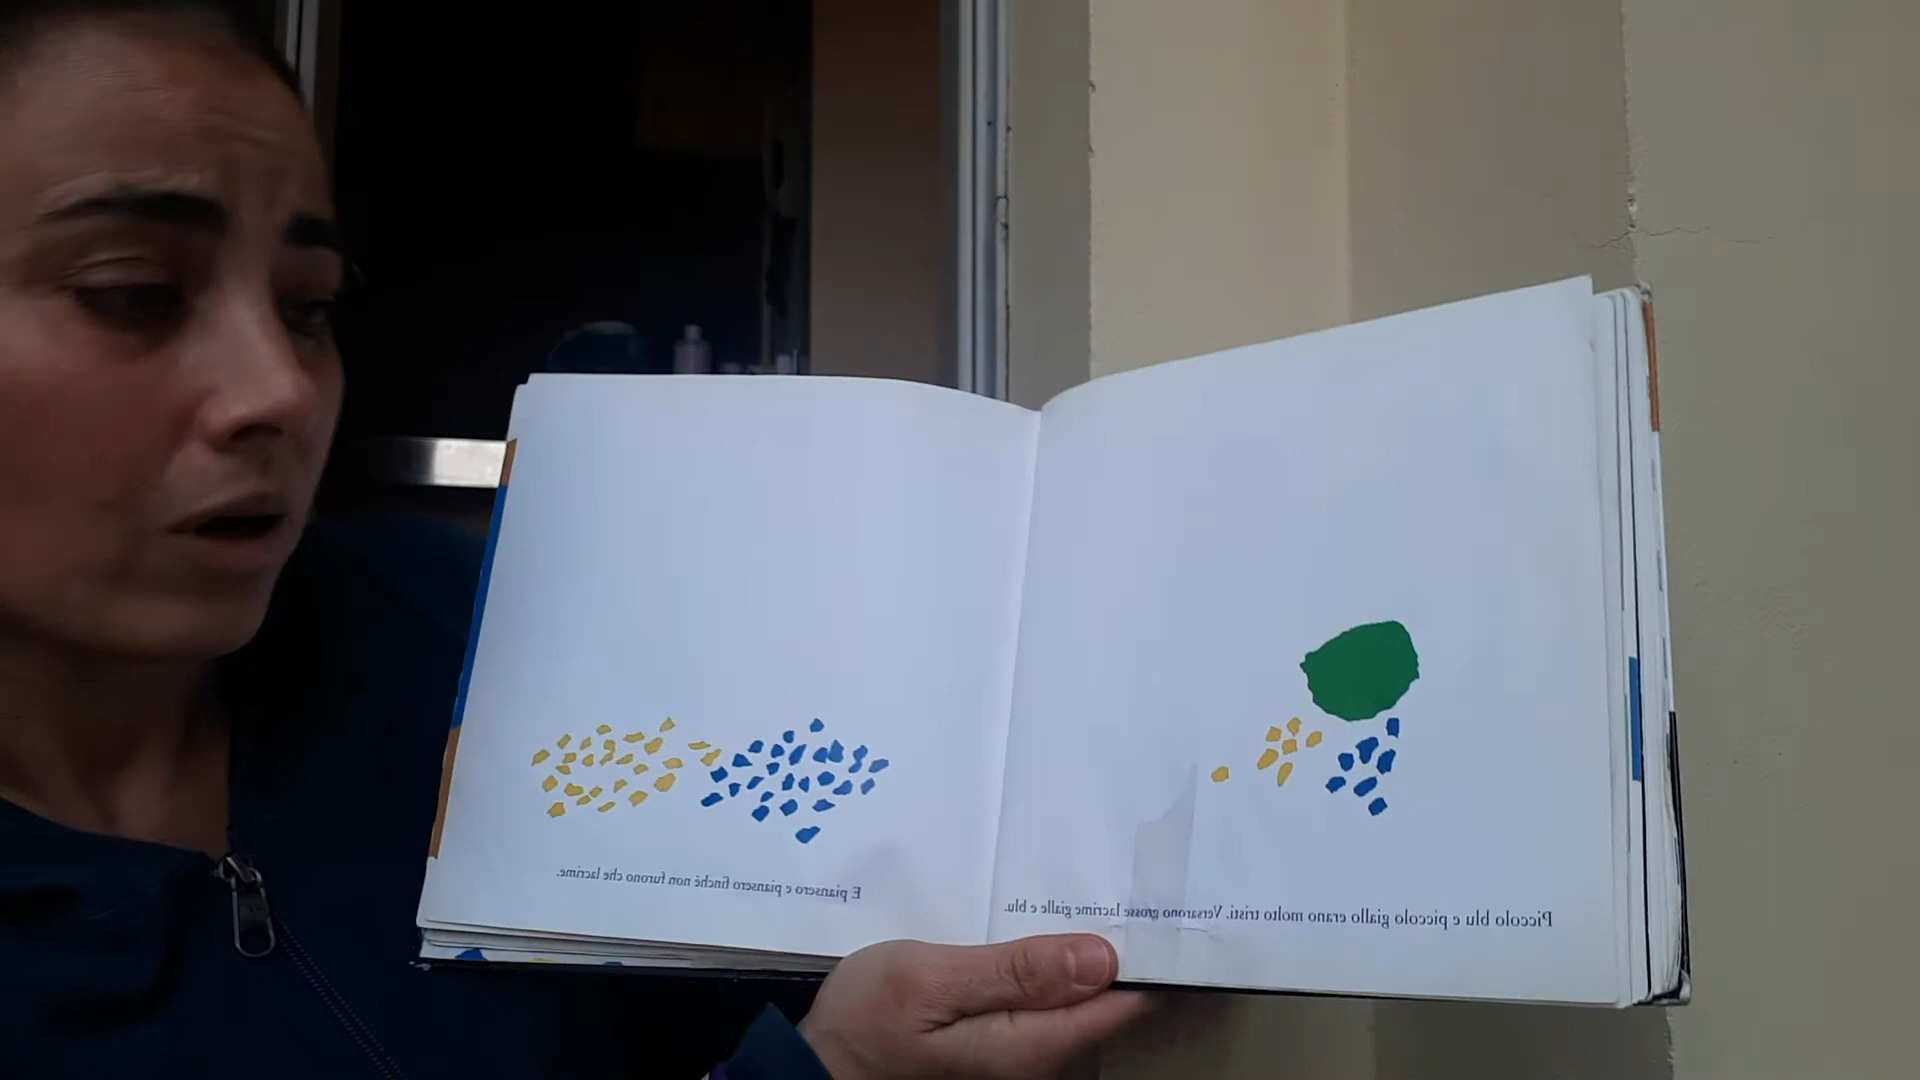 Piccolo blu e piccolo giallo erano molto tristi. Versarono grosse lacrime gialle e blu.
E piansero e piansero finché non furono che lacrime.